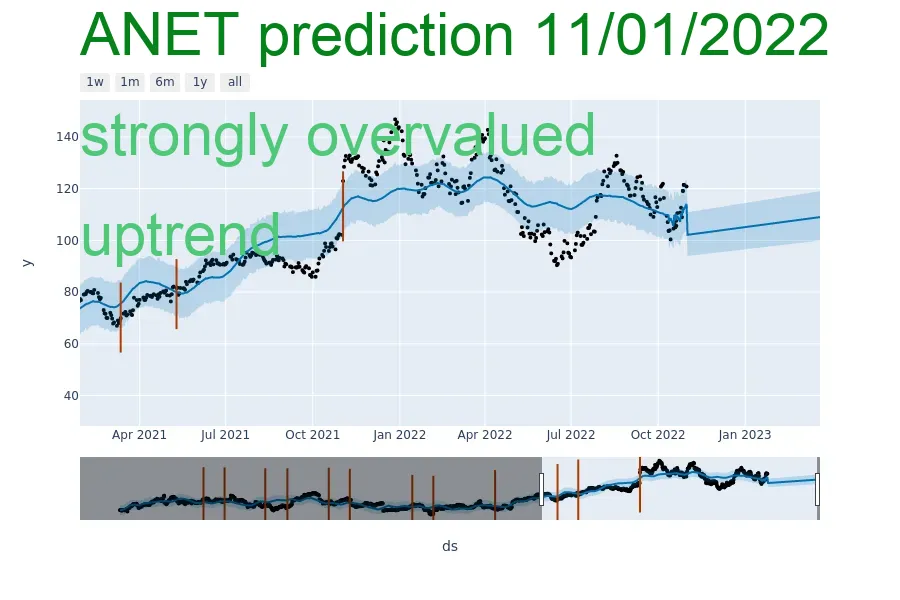 ANET prediction 11/01/2022
1w 1m 6m 1y all
strongly overvalued
uptrend
140
120
100
80
60
40
y
Apr 2021 Jul 2021 Oct 2021 Jan 2022 Apr 2022 Jul 2022 Oct 2022 Jan 2023
ds